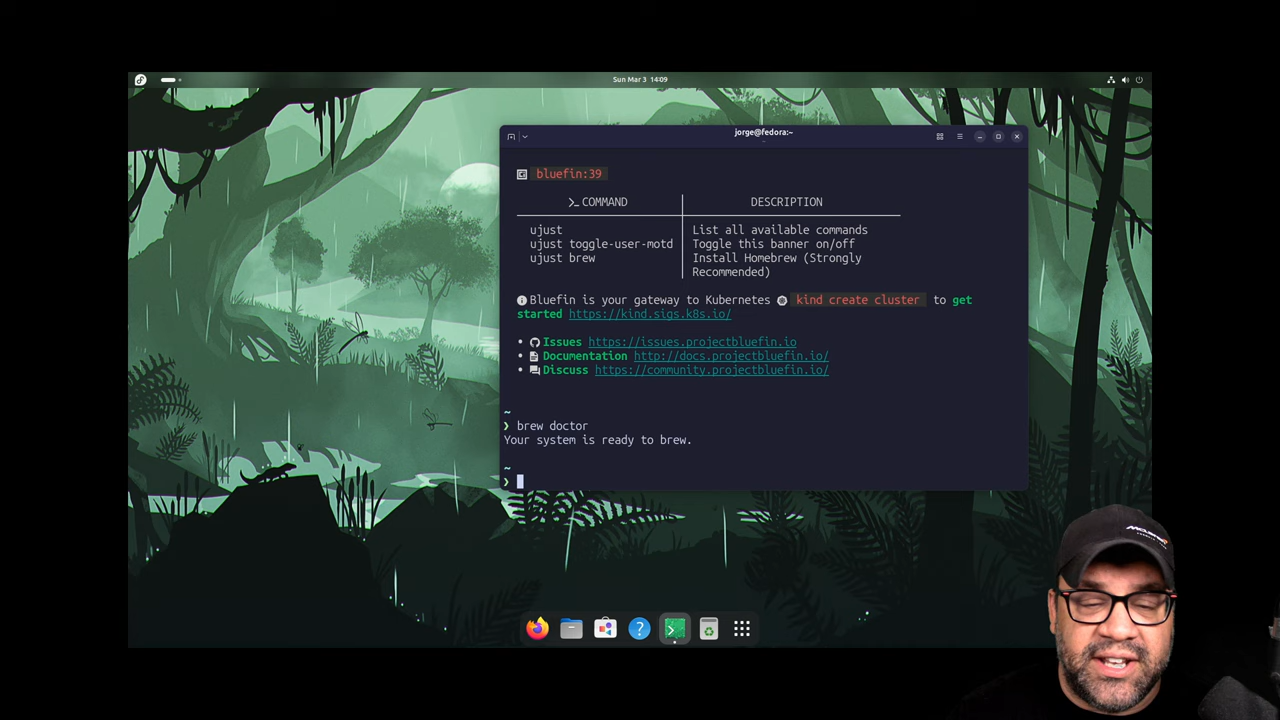 Sun Mar 3 14:09
jorge@fedora:~
bluefin:39
COMMAND DESCRIPTION
ujust List all available commands
ujust toggle-user-motd Toggle this banner on/off
ujust brew Install Homebrew (Strongly
Recommended)
Bluefin is your gateway to Kubernetes kind create cluster to get
started https://kind.sigs.k8s.io/
• Issues https://issues.projectbluefin.io
• Documentation http://docs.projectbluefin.io/
• Discuss https://community.projectbluefin.io/
~
❯ brew doctor
Your system is ready to brew.
~
❯